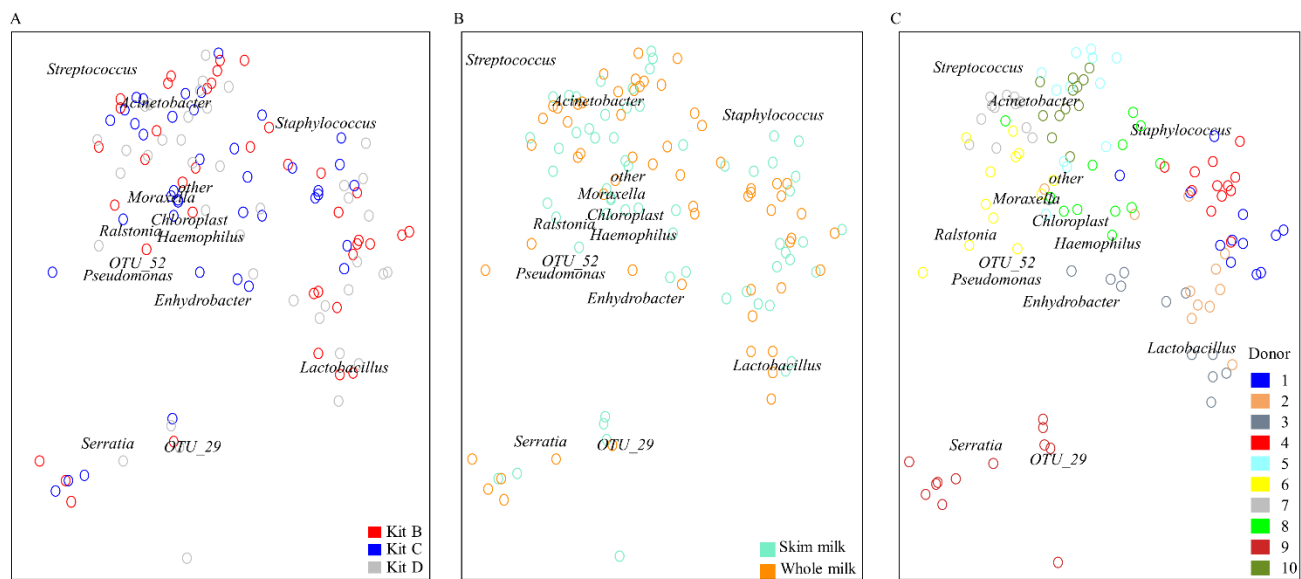 A
Streptococcus
Acinetobacter
Staphylococcus
other
Moraxella
Chloroplast
Ralstonia
Haemophilus
OTU_52
Pseudomonas
Enhydrobacter
Lactobacillus
Serratia
OTU_29
Kit B
Kit C
Kit D
B
Streptococcus
Acinetobacter
Staphylococcus
other
Moraxella
Chloroplast
Ralstonia
Haemophilus
OTU_52
Pseudomonas
Enhydrobacter
Lactobacillus
Serratia
OTU_29
Skim milk
Whole milk
C
Streptococcus
Acinetobacter
Staphylococcus
other
Moraxella
Chloroplast
Ralstonia
Haemophilus
OTU_52
Pseudomonas
Enhydrobacter
Lactobacillus
Serratia
OTU_29
Donor
1
2
3
4
5
6
7
8
9
10